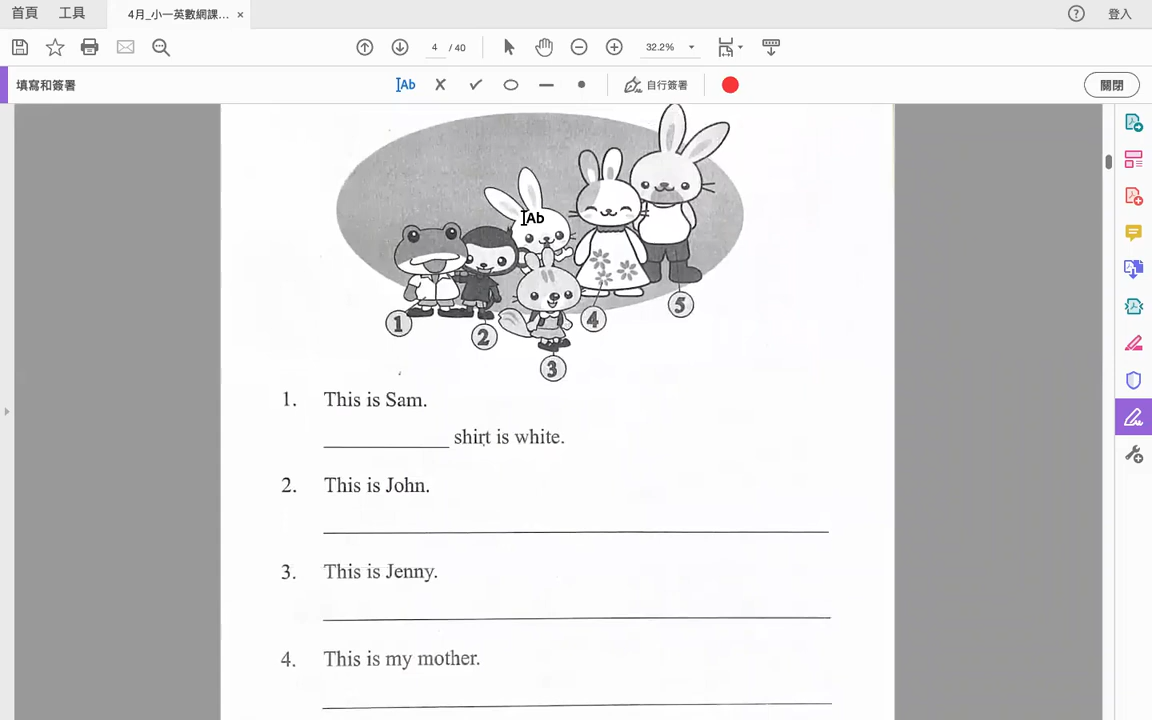 首頁 工具 4月_小一英數網課... × 登入
4 / 40 32.2%
填寫和簽署 Ab 自行簽署 關閉
Ab
1 2 3 4 5
1. This is Sam.
____________ shirt is white.
2. This is John.
3. This is Jenny.
4. This is my mother.